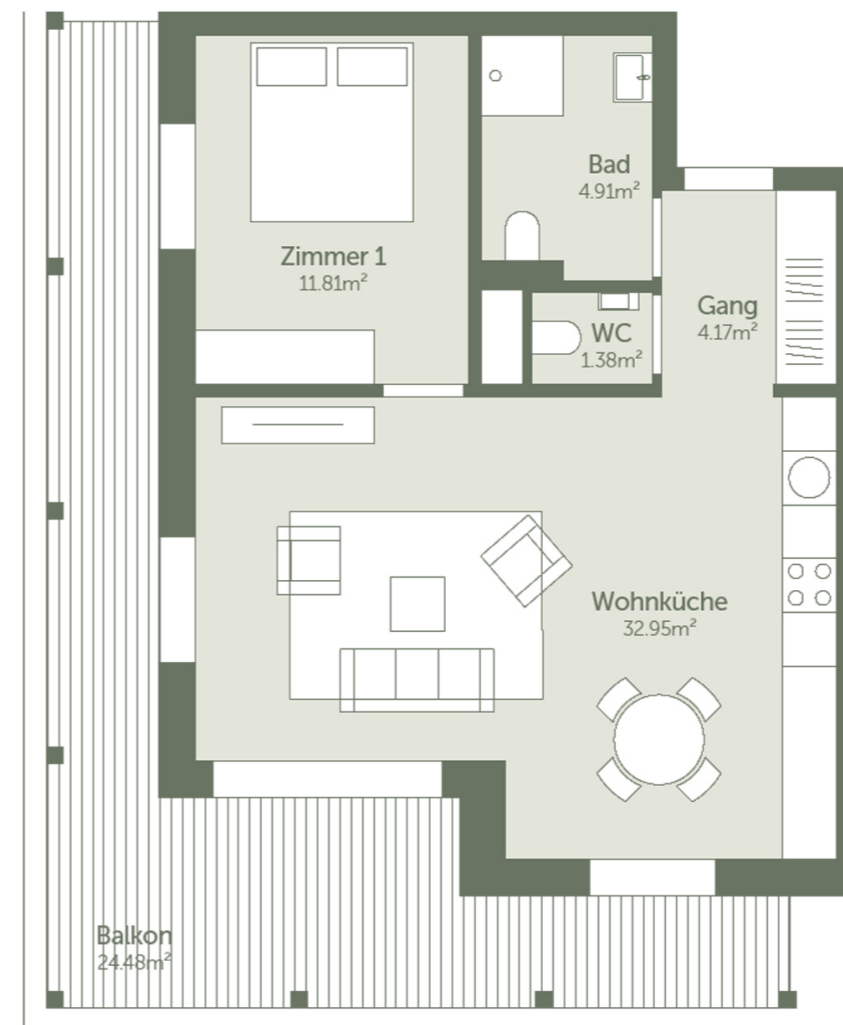 Bad
4.91m²
Zimmer 1
11.81m²
Gang
4.17m²
WC
1.38m²
Wohnküche
32.95m²
Balkon
24.48m²